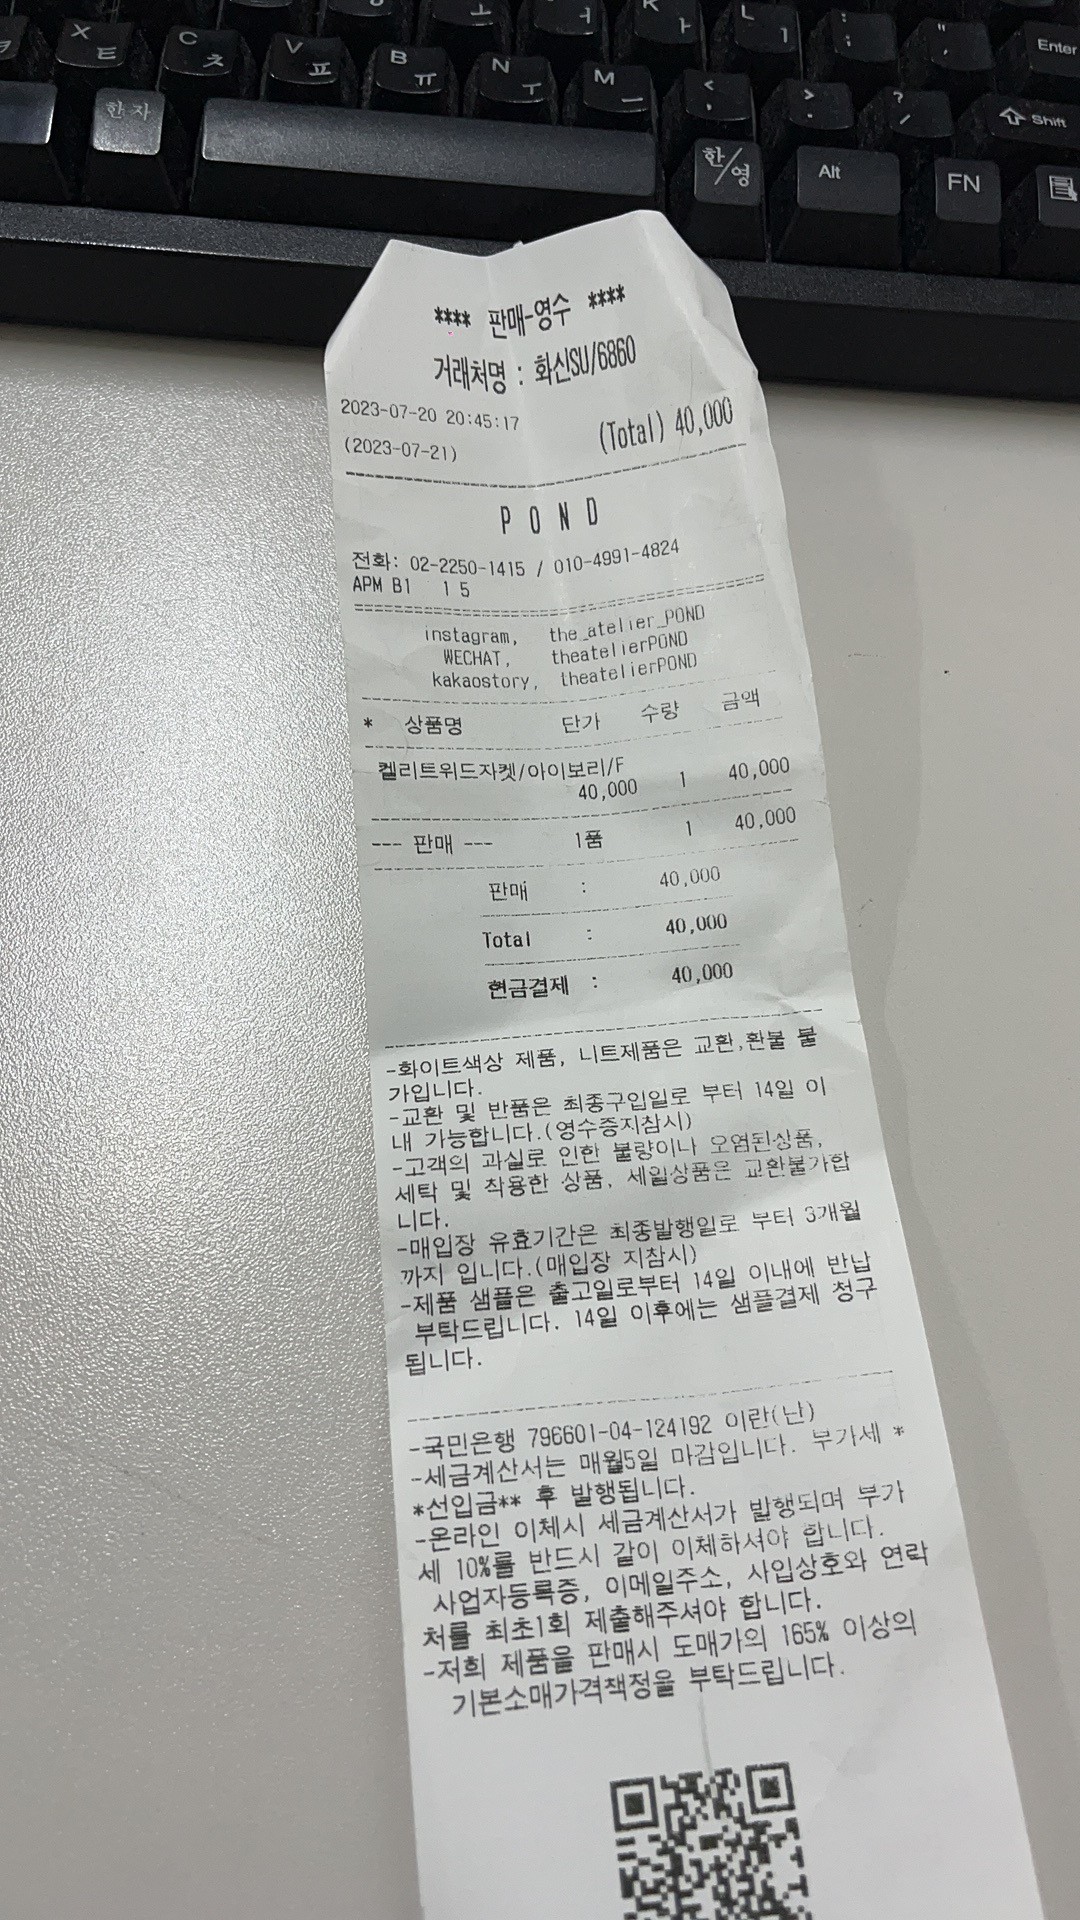 X ㅌ
C ㅊ
V ㅍ
B ㅠ
N ㅜ
M ㅡ
< ,
> .
? /
Enter
Shift
한자
한/영
Alt
FN
**** 판매-영수 ****
거래처명 : 화신SU/6860
2023-07-20 20:45:17
(2023-07-21)
(Total) 40,000
POND
전화: 02-2250-1415 / 010-4991-4824
APM B1 15
instagram, the_atelier_POND
WECHAT, theatelierPOND
kakaostory, theatelierPOND
* 상품명 단가 수량 금액
켈리트위드자켓/아이보리/F
40,000 1 40,000
--- 판매 --- 1품 1 40,000
판매 : 40,000
Total : 40,000
현금결제 : 40,000
-화이트색상 제품, 니트제품은 교환,환불 불
가입니다.
-교환 및 반품은 최종구입일로 부터 14일 이
내 가능합니다.(영수증지참시)
-고객의 과실로 인한 불량이나 오염된상품,
세탁 및 착용한 상품, 세일상품은 교환불가합
니다.
-매입장 유효기간은 최종발행일로 부터 3개월
까지 입니다.(매입장 지참시)
-제품 샘플은 출고일로부터 14일 이내에 반납
부탁드립니다. 14일 이후에는 샘플결제 청구
됩니다.
-국민은행 796601-04-124192 이란(난)
-세금계산서는 매월5일 마감입니다. 부가세 *
*선입금** 후 발행됩니다.
-온라인 이체시 세금계산서가 발행되며 부가
세 10%를 반드시 같이 이체하셔야 합니다.
사업자등록증, 이메일주소, 사입상호와 연락
처를 최초1회 제출해주셔야 합니다.
-저희 제품을 판매시 도매가의 165% 이상의
기본소매가격책정을 부탁드립니다.